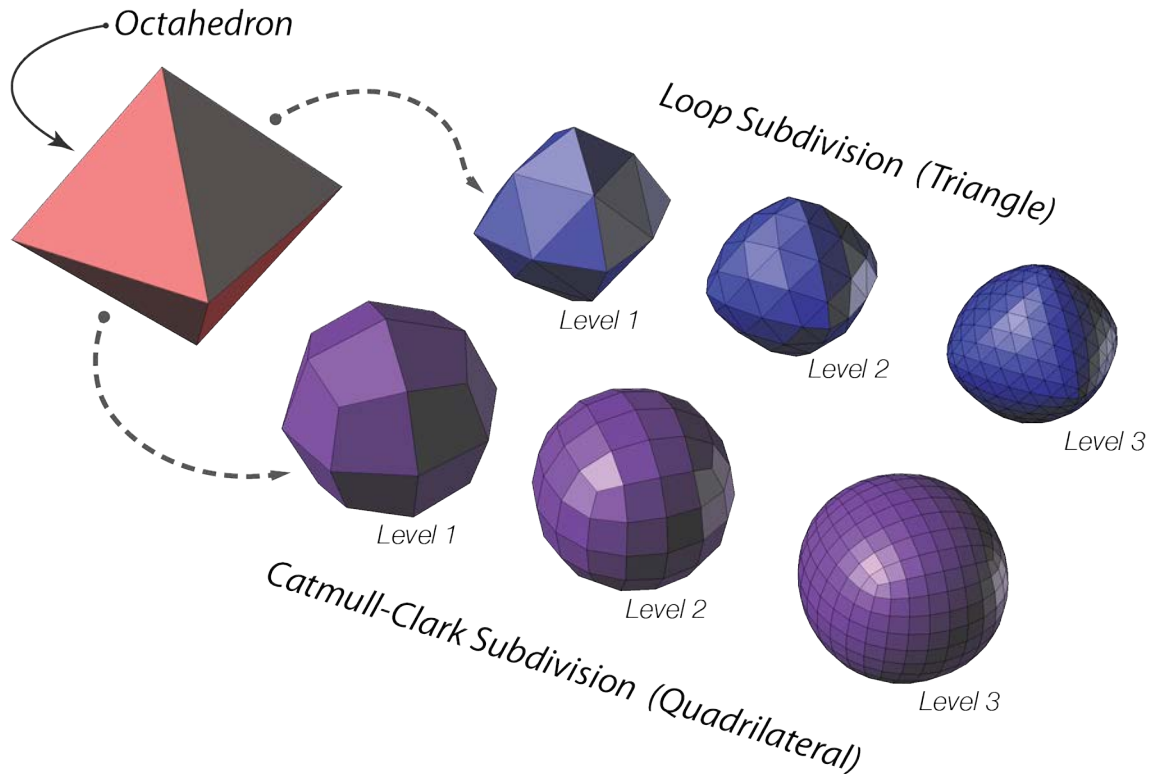 Octahedron
Loop Subdivision (Triangle)
Level 1
Level 2
Level 3
Level 1
Level 2
Level 3
Catmull-Clark Subdivision (Quadrilateral)